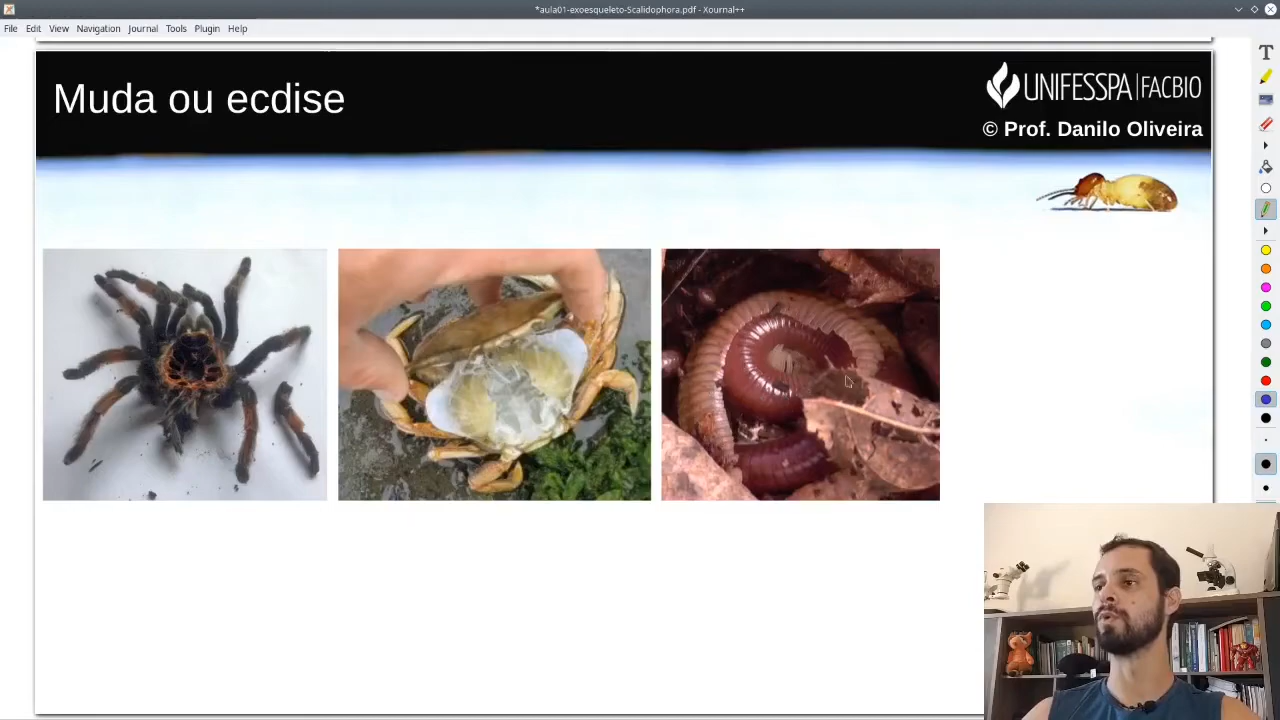 *aula01-exoesqueleto-Scalidophora.pdf - Xournal++
File Edit View Navigation Journal Tools Plugin Help
Muda ou ecdise
UNIFESSPA|FACBIO
© Prof. Danilo Oliveira
T